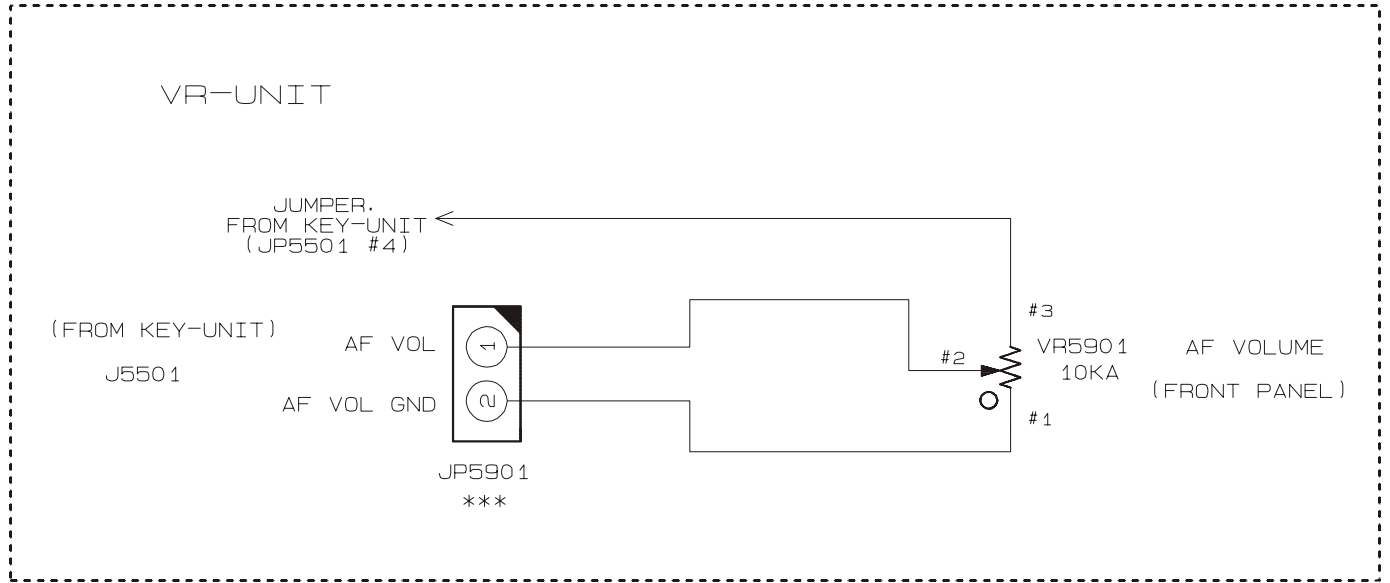 VR-UNIT
JUMPER.
FROM KEY-UNIT
(JP5501 #4)
(FROM KEY-UNIT)
J5501
AF VOL
1
AF VOL GND
2
JP5901
***
#3
#2
VR5901
10KA
#1
AF VOLUME
(FRONT PANEL)